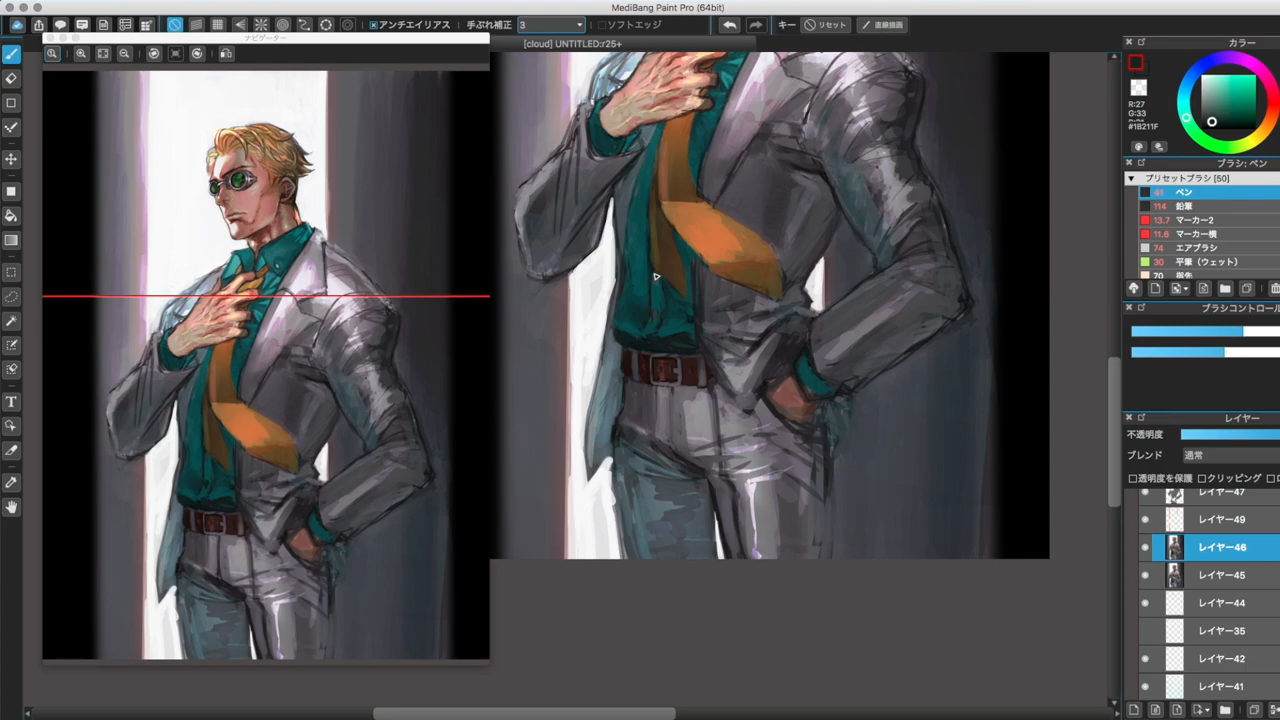 MediBang Paint Pro (64bit)
アンチエイリアス
手ぶれ補正
3
ソフトエッジ
キー
リセット
直線描画
ナビゲーター
[cloud] UNTITLED:r25+
カラー
R:27
G:33
#1B211F
ブラシ: ペン
プリセットブラシ [50]
41 ペン
114 鉛筆
13.7 マーカー2
11.6 マーカー横
74 エアブラシ
30 平筆（ウェット）
70 指先
ブラシコントロール
レイヤー
不透明度
ブレンド 通常
透明度を保護 クリッピング
レイヤー47
レイヤー49
レイヤー46
レイヤー45
レイヤー44
レイヤー35
レイヤー42
レイヤー41
T